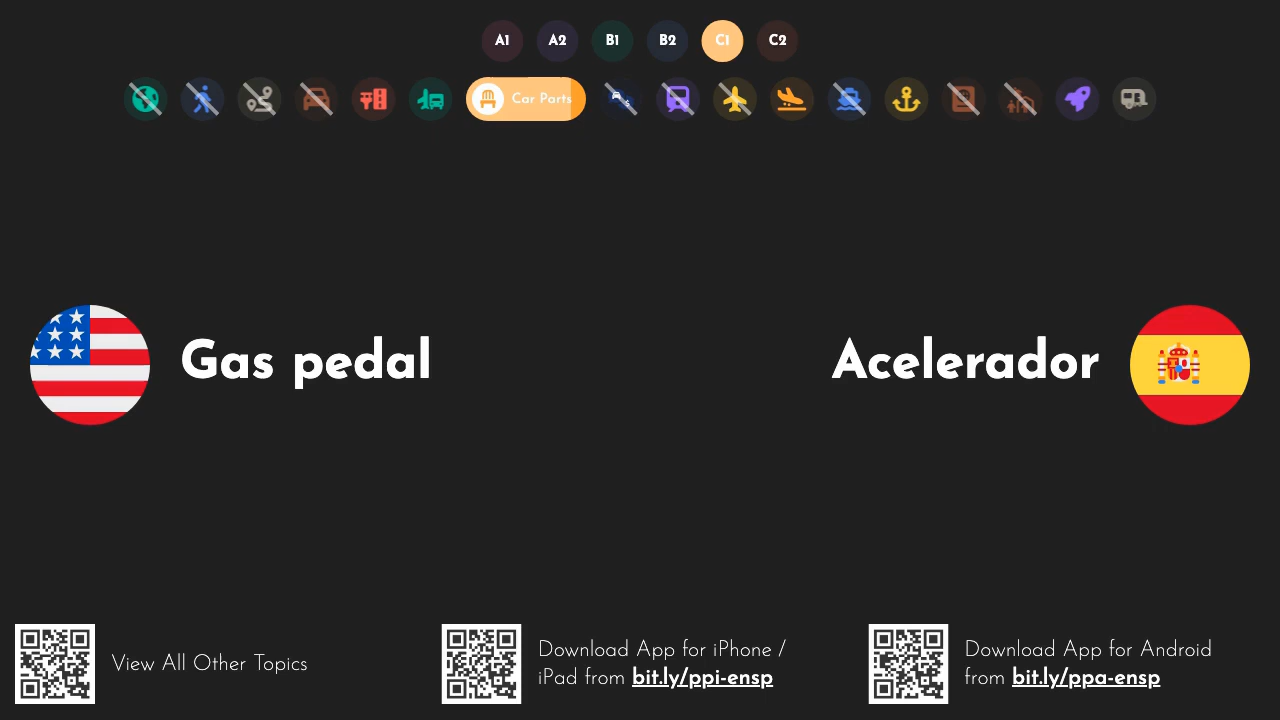 A1 A2 B1 B2 C1 C2
Car Parts
Gas pedal
Acelerador
View All Other Topics
Download App for iPhone /
iPad from bit.ly/ppi-ensp
Download App for Android
from bit.ly/ppa-ensp